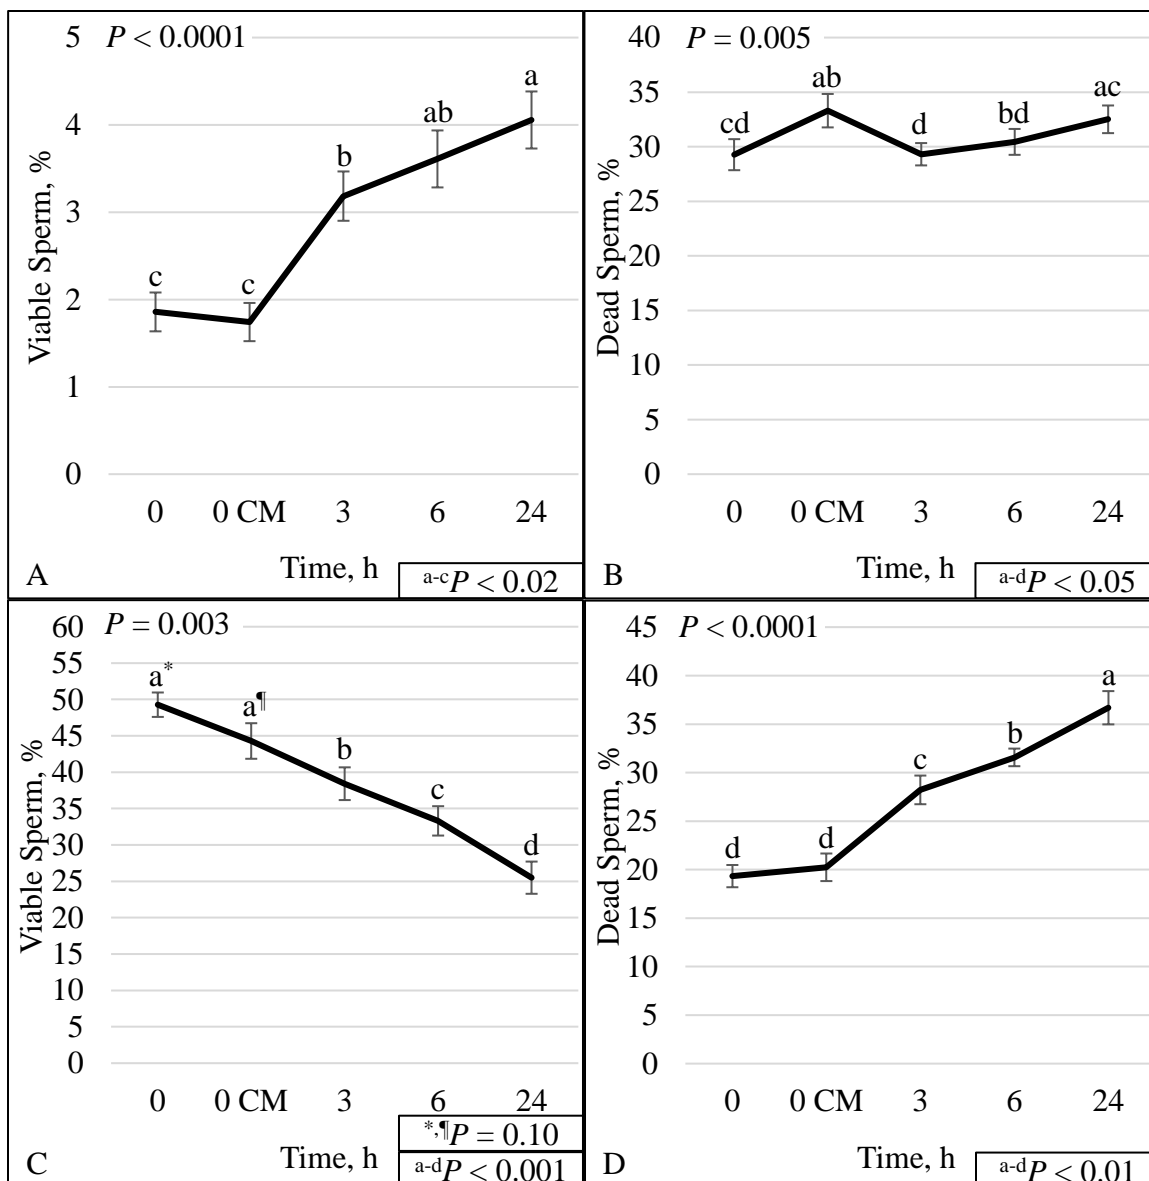 P < 0.0001
5
4
3
2
1
0
Viable Sperm, %
c
c
b
ab
a
0 0 CM 3 6 24
Time, h
A
a-cP < 0.02
P = 0.005
40
35
30
25
20
15
10
5
0
Dead Sperm, %
cd
ab
d
bd
ac
0 0 CM 3 6 24
Time, h
B
a-dP < 0.05
P = 0.003
60
55
50
45
40
35
30
25
20
15
10
5
0
Viable Sperm, %
a*
a¶
b
c
d
0 0 CM 3 6 24
Time, h
C
*,¶P = 0.10
a-dP < 0.001
P < 0.0001
45
40
35
30
25
20
15
10
5
0
Dead Sperm, %
d
d
c
b
a
0 0 CM 3 6 24
Time, h
D
a-dP < 0.01